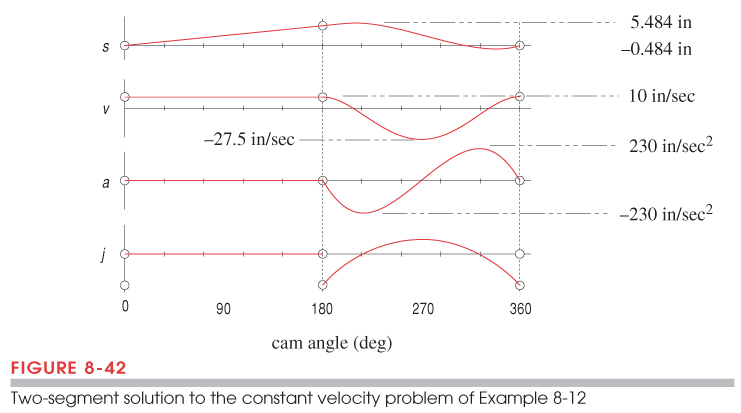 5.484 in
s
–0.484 in
10 in/sec
v
–27.5 in/sec
230 in/sec2
a
–230 in/sec2
j
0 90 180 270 360
cam angle (deg)
FIGURE 8-42
Two-segment solution to the constant velocity problem of Example 8-12